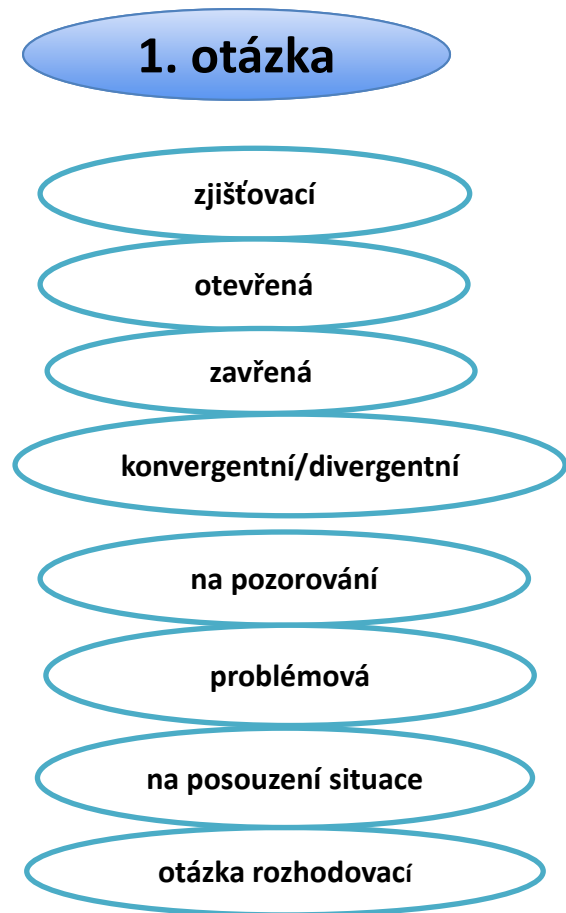 1. otázka
zjišťovací
otevřená
zavřená
konvergentní/divergentní
na pozorování
problémová
na posouzení situace
otázka rozhodovací